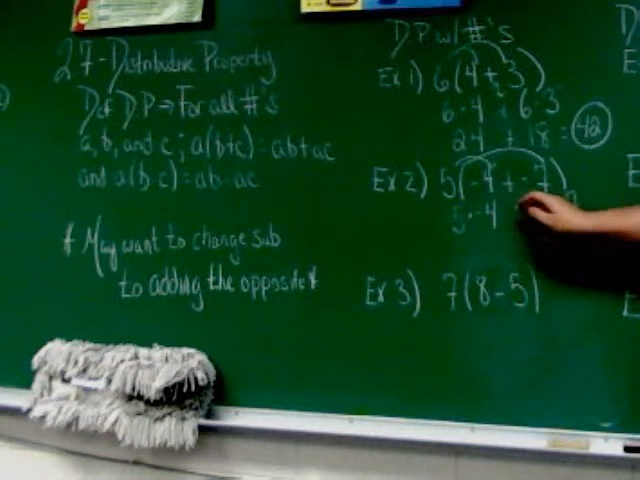 27-Distributive Property
Def DP ⇒ For all #'s
a, b, and c; a(b+c)=ab+ac
and a(b-c)=ab-ac
* May want to change sub
to adding the opposite*
DP w/ #'s
Ex 1) 6(4+3)
6·4 + 6·3
24 + 18 = 42
Ex 2) 5(-4+-7)
5·-4
Ex 3) 7(8-5)